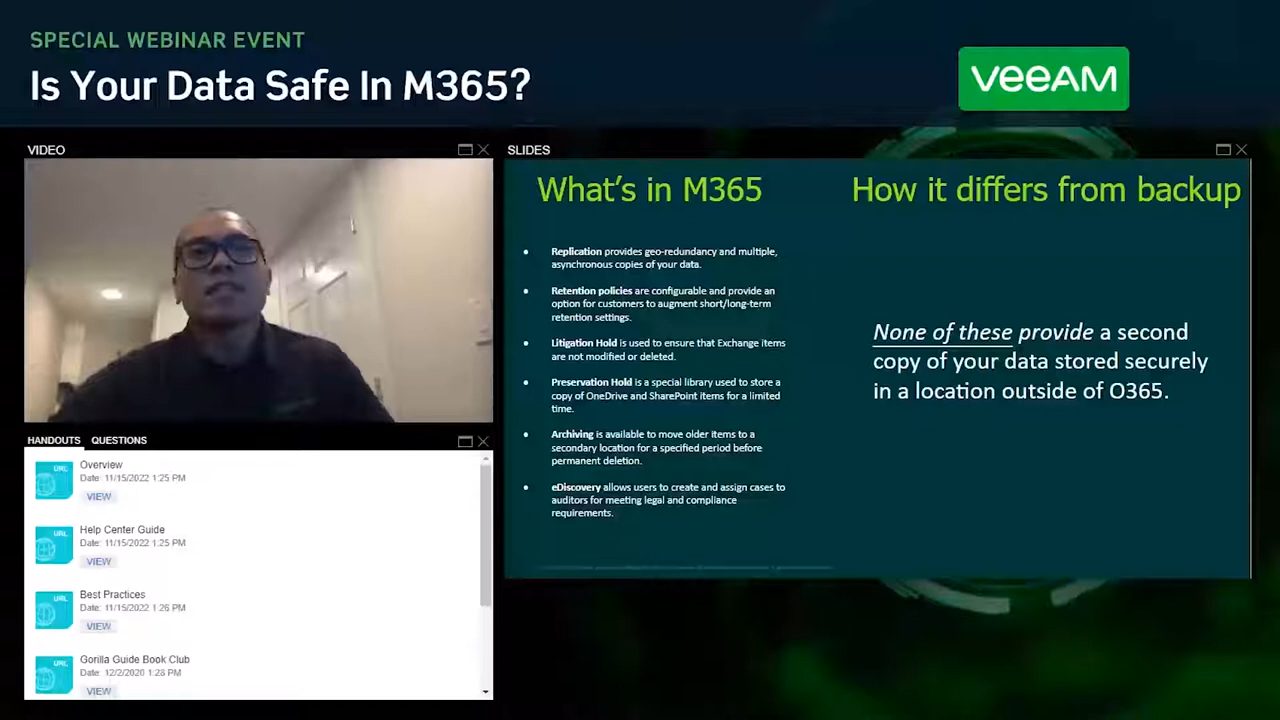 SPECIAL WEBINAR EVENT
Is Your Data Safe In M365?
veeAM
VIDEO
SLIDES
What's in M365
How it differs from backup
• Replication provides geo-redundancy and multiple,
asynchronous copies of your data.
• Retention policies are configurable and provide an
option for customers to augment short/long-term
retention settings.
• Litigation Hold is used to ensure that Exchange items
are not modified or deleted.
• Preservation Hold is a special library used to store a
copy of OneDrive and SharePoint items for a limited
time.
• Archiving is available to move older items to a
secondary location for a specified period before
permanent deletion.
• eDiscovery allows users to create and assign cases to
auditors for meeting legal and compliance
requirements.
None of these provide a second
copy of your data stored securely
in a location outside of O365.
HANDOUTS QUESTIONS
URL
Overview
Date: 11/15/2022 1:25 PM
VIEW
URL
Help Center Guide
Date: 11/15/2022 1:25 PM
VIEW
URL
Best Practices
Date: 11/15/2022 1:26 PM
VIEW
URL
Gorilla Guide Book Club
Date: 12/2/2020 1:28 PM
VIEW